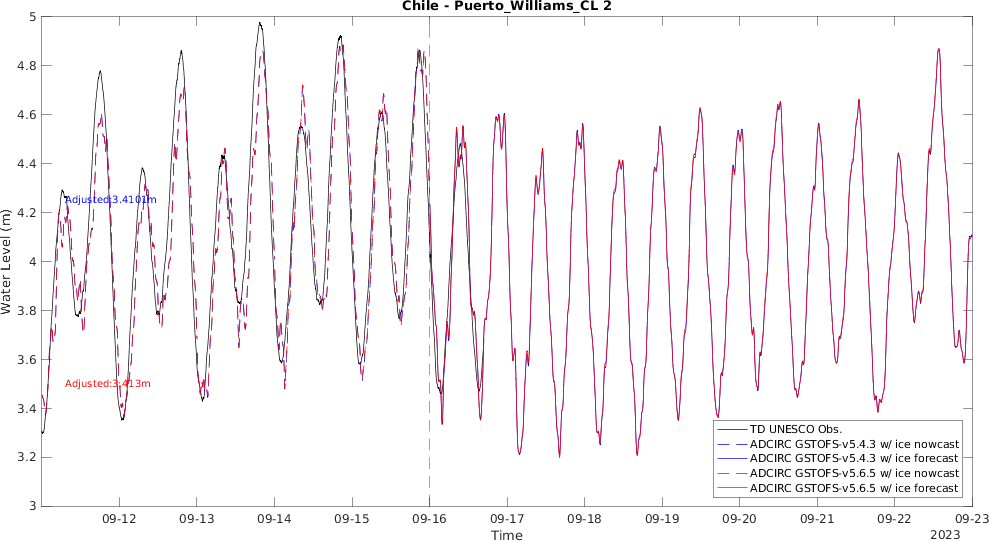 Chile - Puerto_Williams_CL 2
5
4.8
4.6
4.4
4.2
4
3.8
3.6
3.4
3.2
3
Water Level (m)
Adjusted:3.4101m
Adjusted:3.413m
TD UNESCO Obs.
ADCIRC GSTOFS-v5.4.3 w/ ice nowcast
ADCIRC GSTOFS-v5.4.3 w/ ice forecast
ADCIRC GSTOFS-v5.6.5 w/ ice nowcast
ADCIRC GSTOFS-v5.6.5 w/ ice forecast
09-12 09-13 09-14 09-15 09-16 09-17 09-18 09-19 09-20 09-21 09-22 09-23
2023
Time